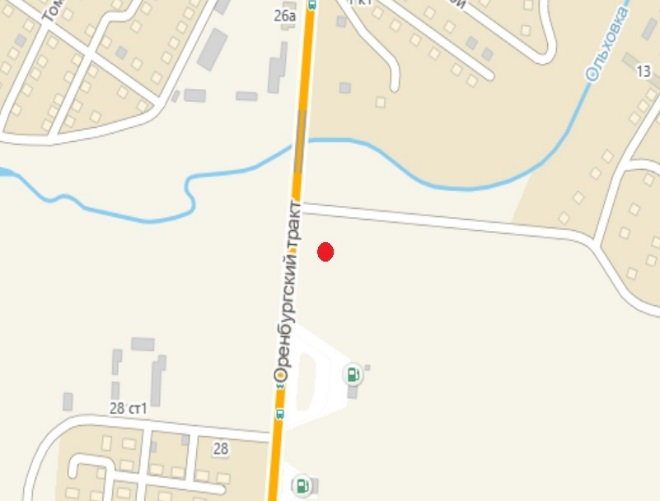 26а
Ольховка
13
Оренбургский тракт
28 ст1
28